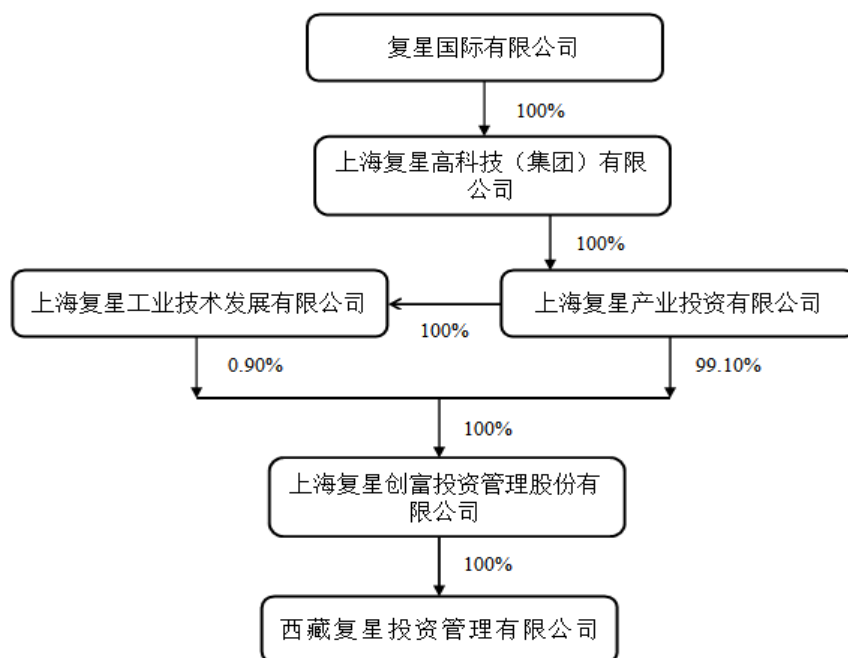 复星国际有限公司
100%
上海复星高科技（集团）有限
公司
100%
上海复星工业技术发展有限公司
上海复星产业投资有限公司
100%
0.90%
99.10%
100%
上海复星创富投资管理股份有
限公司
100%
西藏复星投资管理有限公司